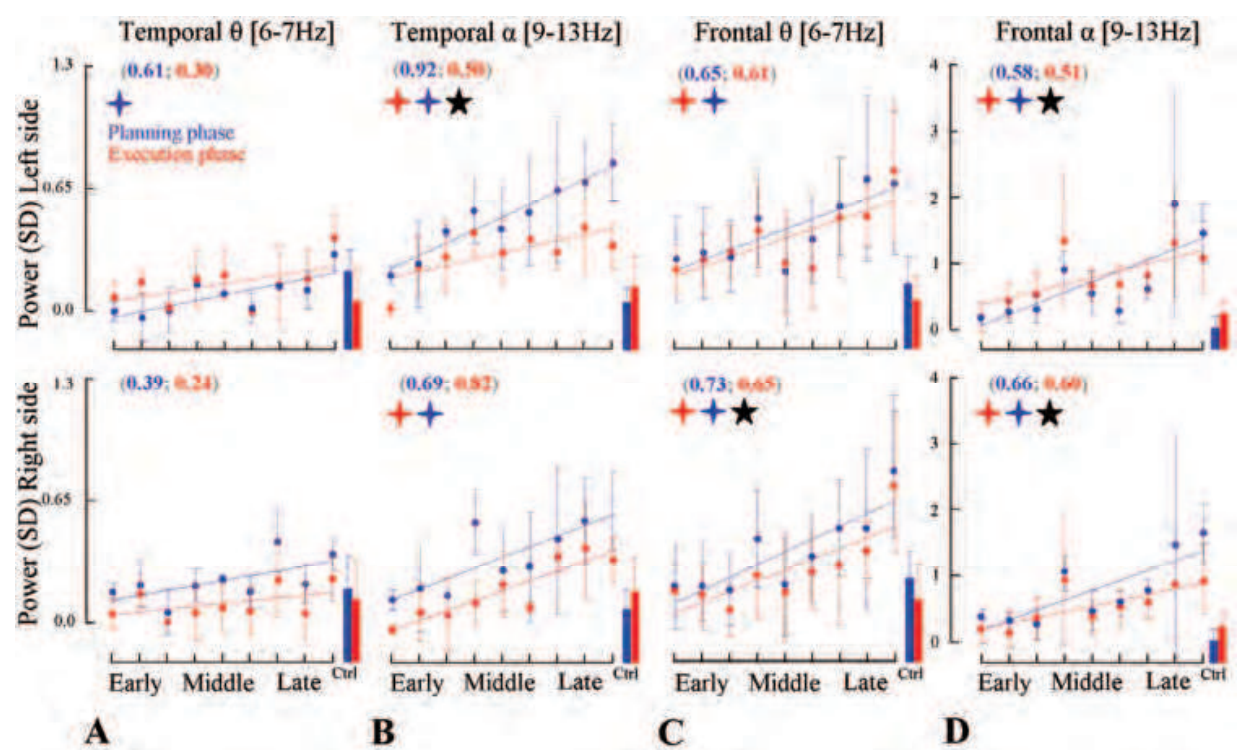 Temporal θ [6-7Hz] Temporal α [9-13Hz] Frontal θ [6-7Hz] Frontal α [9-13Hz]
Power (SD) Left side
1.3
0.65
0.0
(0.61; 0.30)
Planning phase
Execution phase
(0.92; 0.50)
(0.65; 0.61)
4
3
2
1
0
(0.58; 0.51)
Power (SD) Right side
1.3
0.65
0.0
(0.39; 0.24)
(0.69; 0.82)
(0.73; 0.65)
4
3
2
1
0
(0.66; 0.60)
Early Middle Late Ctrl
Early Middle Late Ctrl
Early Middle Late Ctrl
Early Middle Late Ctrl
A B C D